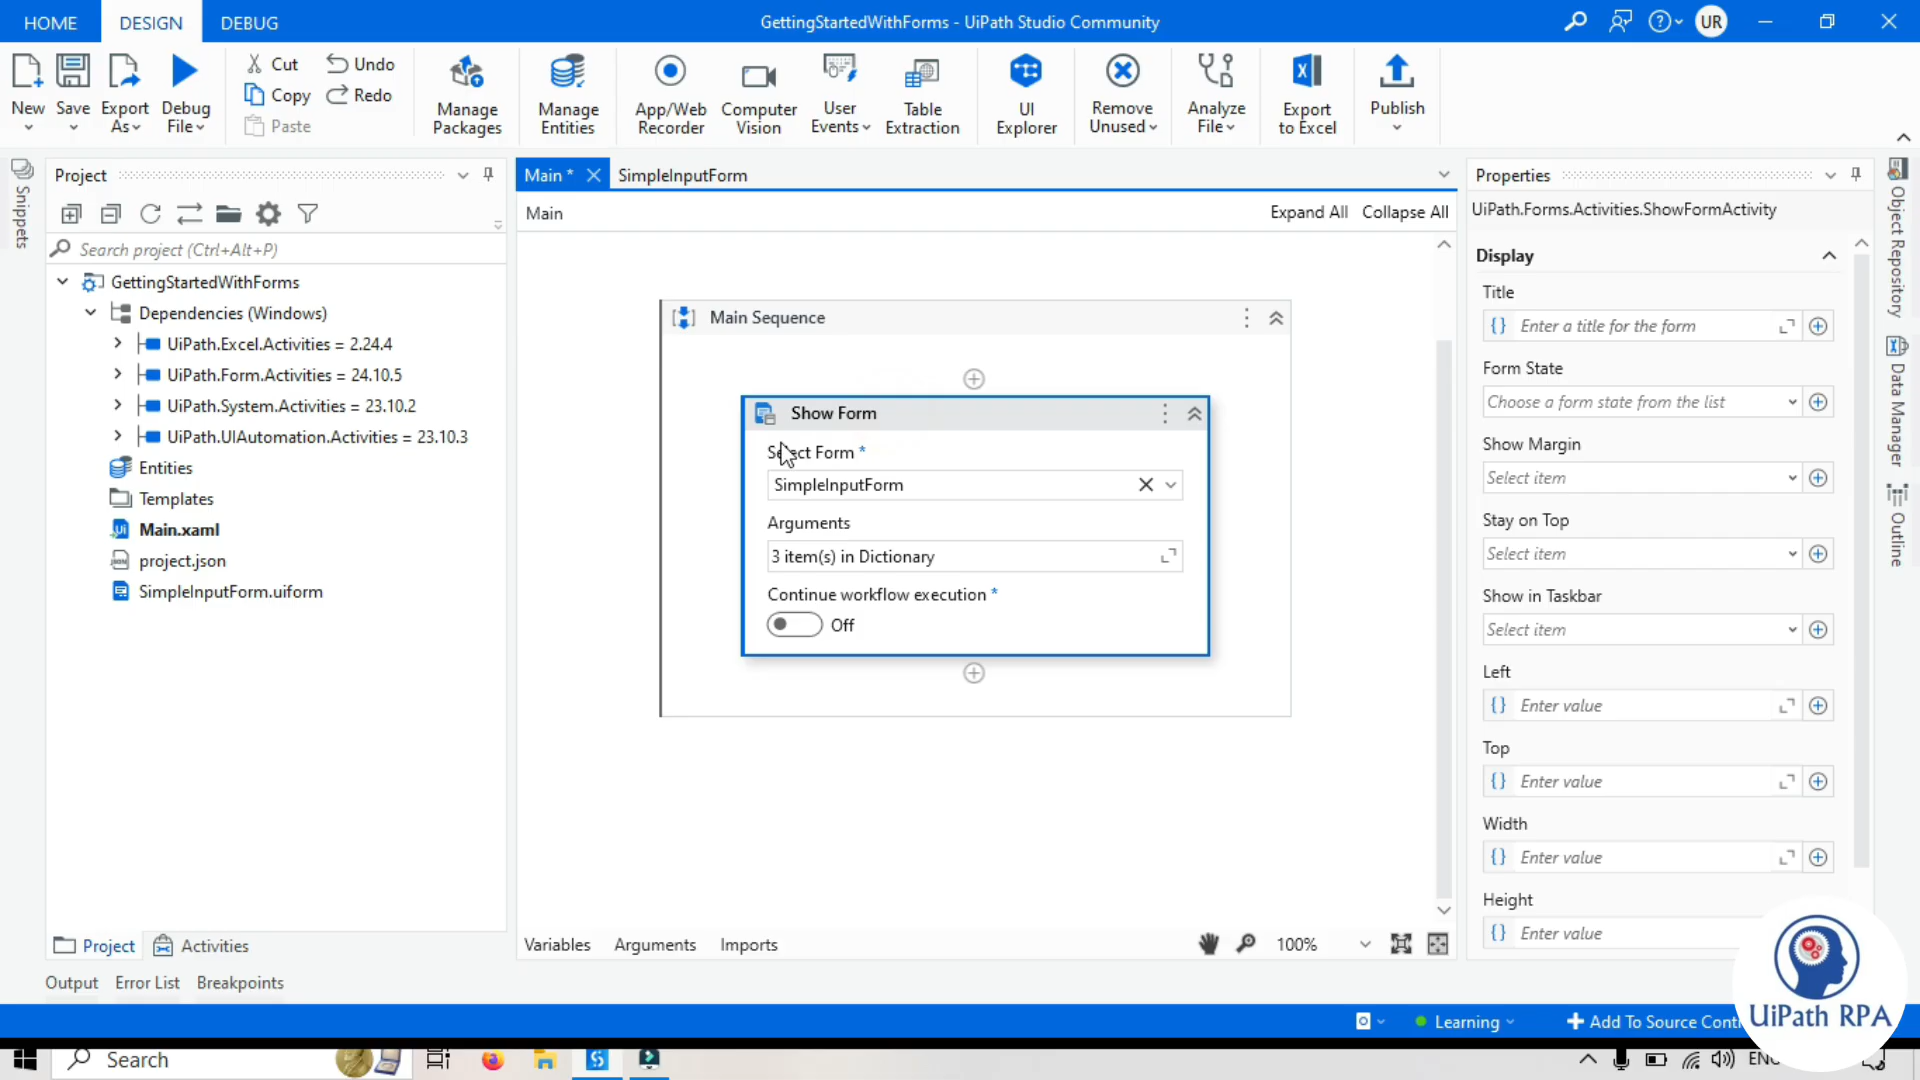 HOME
DESIGN
DEBUG
GettingStartedWithForms - UiPath Studio Community
UR
New
Save
Export As
Debug File
Cut
Copy
Paste
Undo
Redo
Manage Packages
Manage Entities
App/Web Recorder
Computer Vision
User Events
Table Extraction
UI Explorer
Remove Unused
Analyze File
Export to Excel
Publish
Snippets
Project
Search project (Ctrl+Alt+P)
GettingStartedWithForms
Dependencies (Windows)
UiPath.Excel.Activities = 2.24.4
UiPath.Form.Activities = 24.10.5
UiPath.System.Activities = 23.10.2
UiPath.UIAutomation.Activities = 23.10.3
Entities
Templates
Main.xaml
project.json
SimpleInputForm.uiform
Project
Activities
Main *
SimpleInputForm
Main
Expand All
Collapse All
Main Sequence
Show Form
Select Form *
SimpleInputForm
Arguments
3 item(s) in Dictionary
Continue workflow execution *
Off
Variables
Arguments
Imports
100%
Properties
UiPath.Forms.Activities.ShowFormActivity
Display
Title
Enter a title for the form
Form State
Choose a form state from the list
Show Margin
Select item
Stay on Top
Select item
Show in Taskbar
Select item
Left
Enter value
Top
Enter value
Width
Enter value
Height
Enter value
Object Repository
Data Manager
Outline
Output
Error List
Breakpoints
Learning
Add To Source
UiPath RPA
Search